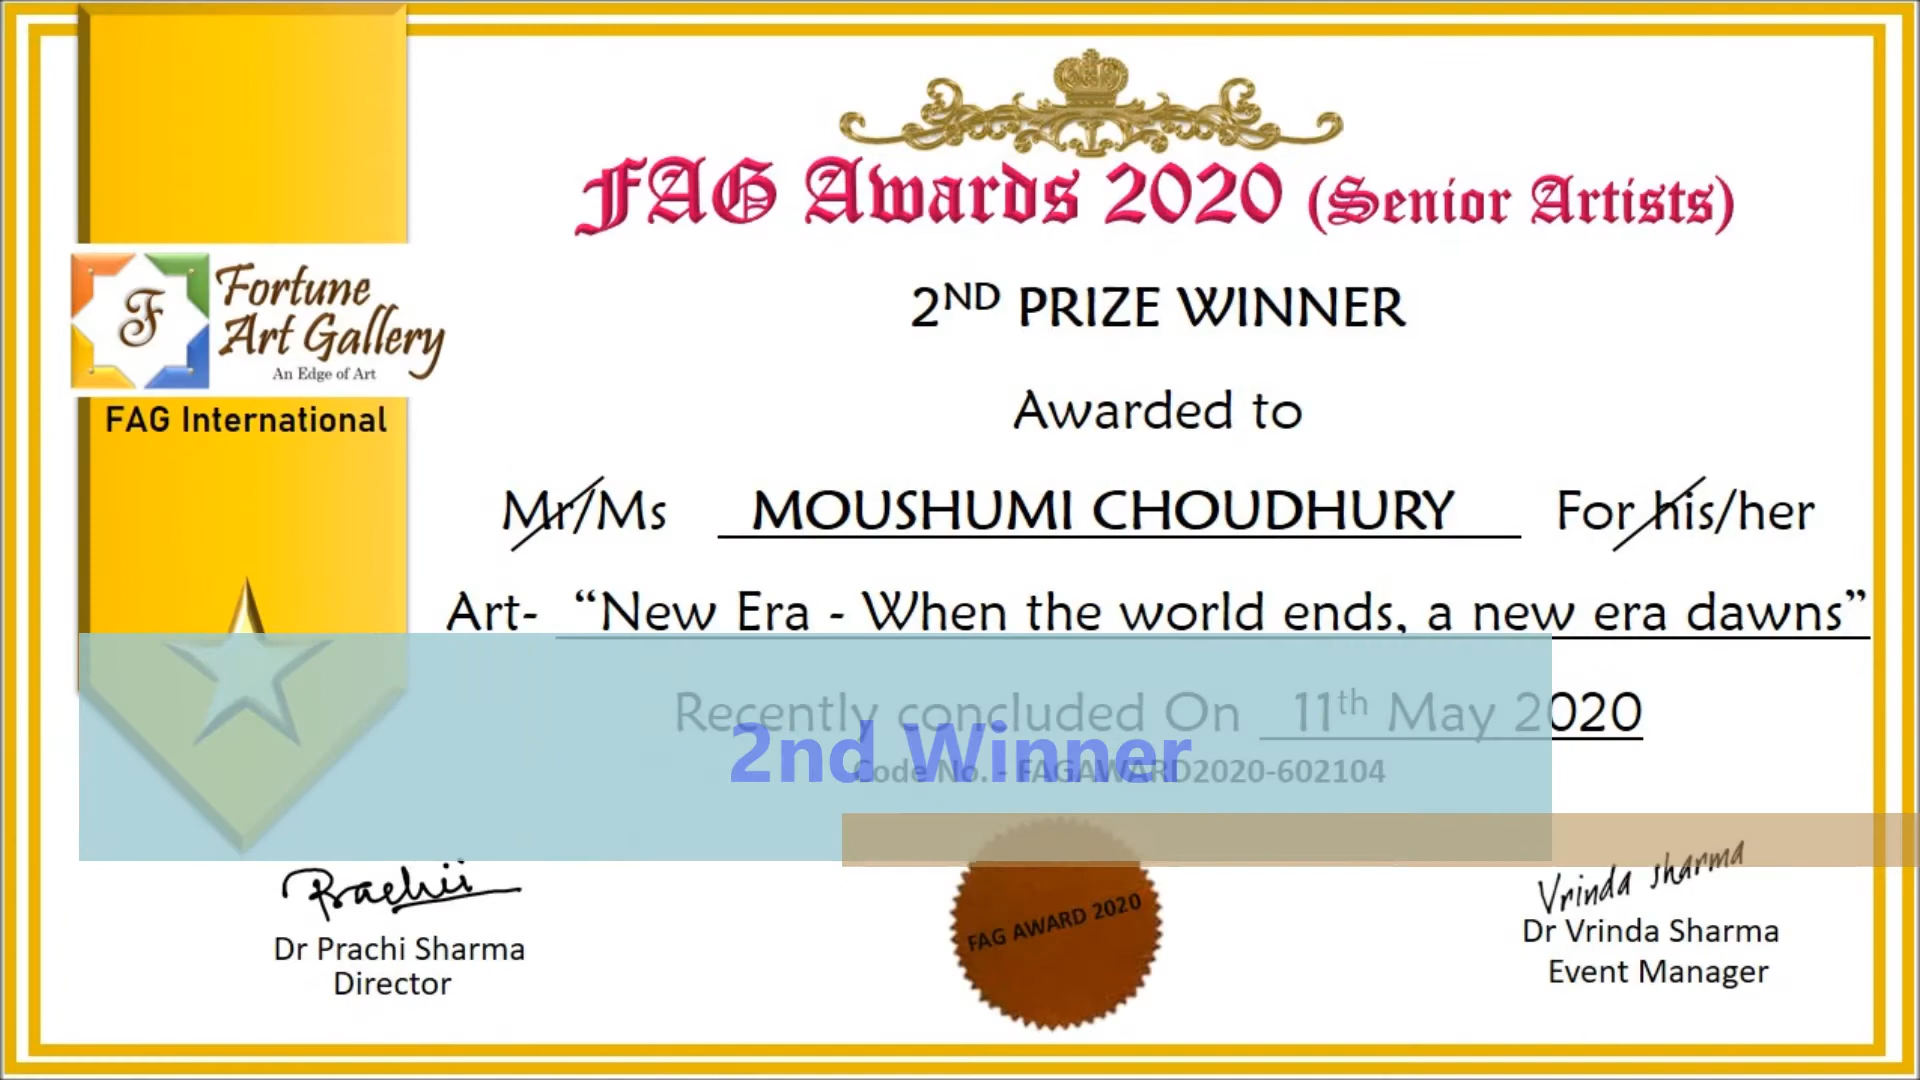 FAG Awards 2020 (Senior Artists)
F
Fortune
Art Gallery
An Edge of Art
FAG International
2ND PRIZE WINNER
Awarded to
Mr/Ms MOUSHUMI CHOUDHURY For his/her
Art- “New Era - When the world ends, a new era dawns”
Recently concluded On 11th May 2020
2nd Winner
Code No. - FAGAWARD2020-602104
FAG AWARD 2020
Prachi
Dr Prachi Sharma
Director
Vrinda Sharma
Dr Vrinda Sharma
Event Manager